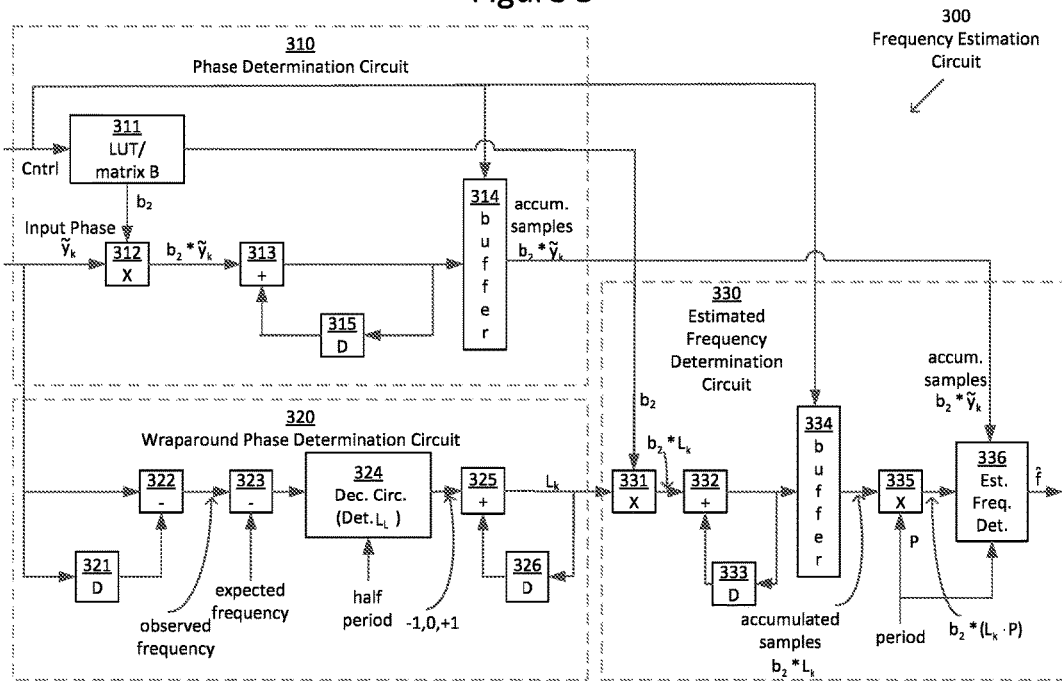 300
Frequency Estimation
Circuit
310
Phase Determination Circuit
311
LUT/
matrix B
Cntrl
b₂
Input Phase
ỹₖ
312
X
b₂ * ỹₖ
313
+
315
D
314
b
u
f
f
e
r
accum.
samples
b₂ * ỹₖ
320
Wraparound Phase Determination Circuit
321
D
322
-
323
-
324
Dec. Circ.
(Det. L_L )
325
+
326
D
Lₖ
observed
frequency
expected
frequency
half
period
-1,0,+1
330
Estimated
Frequency
Determination
Circuit
b₂
b₂ * Lₖ
331
X
332
+
333
D
334
b
u
f
f
e
r
accumulated
samples
b₂ * Lₖ
335
X
P
period
b₂ * (Lₖ · P)
accum.
samples
b₂ * ỹₖ
336
Est.
Freq.
Det.
f̂